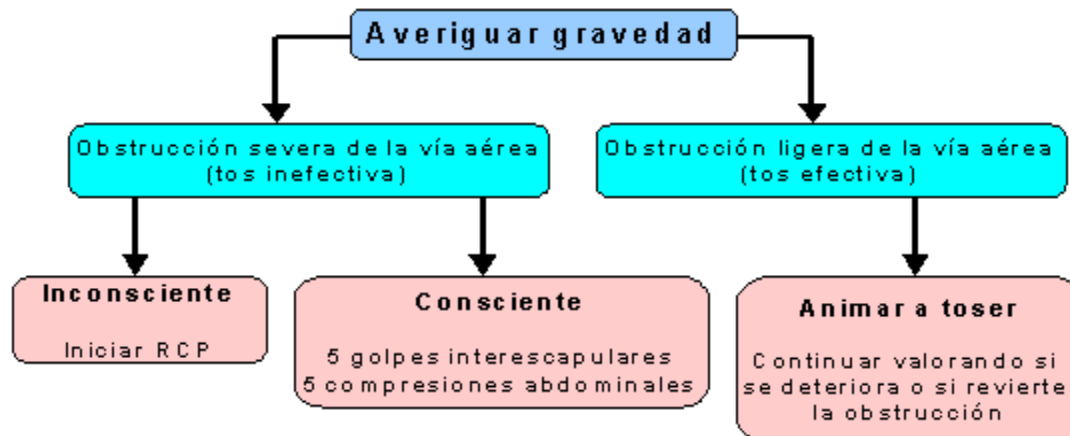 Averiguar gravedad
Obstrucción severa de la vía aérea
(tos inefectiva)
Obstrucción ligera de la vía aérea
(tos efectiva)
Inconsciente
Iniciar RCP
Consciente
5 golpes interescapulares
5 compresiones abdominales
Animar a toser
Continuar valorando si
se deteriora o si revierte
la obstrucción